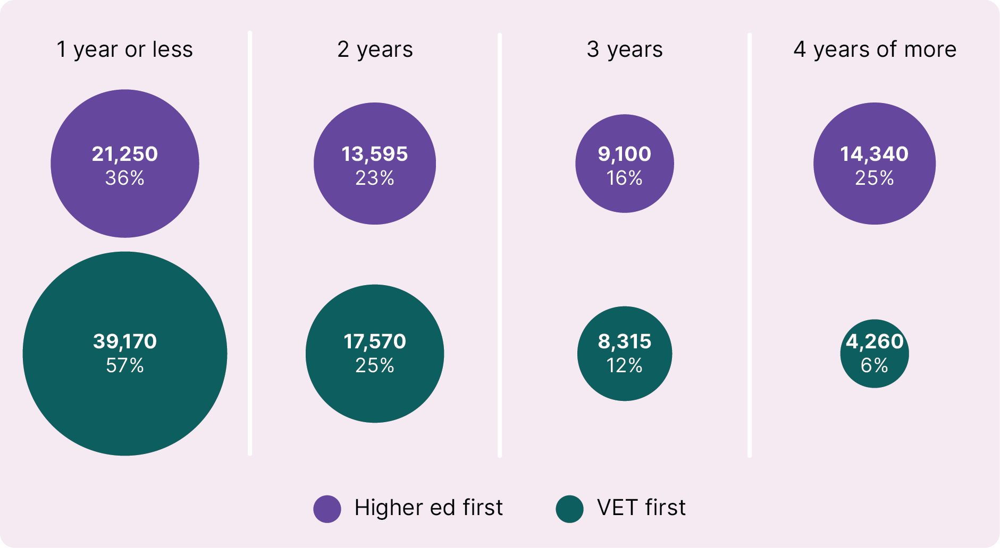 1 year or less
2 years
3 years
4 years of more
21,250
36%
13,595
23%
9,100
16%
14,340
25%
39,170
57%
17,570
25%
8,315
12%
4,260
6%
Higher ed first
VET first